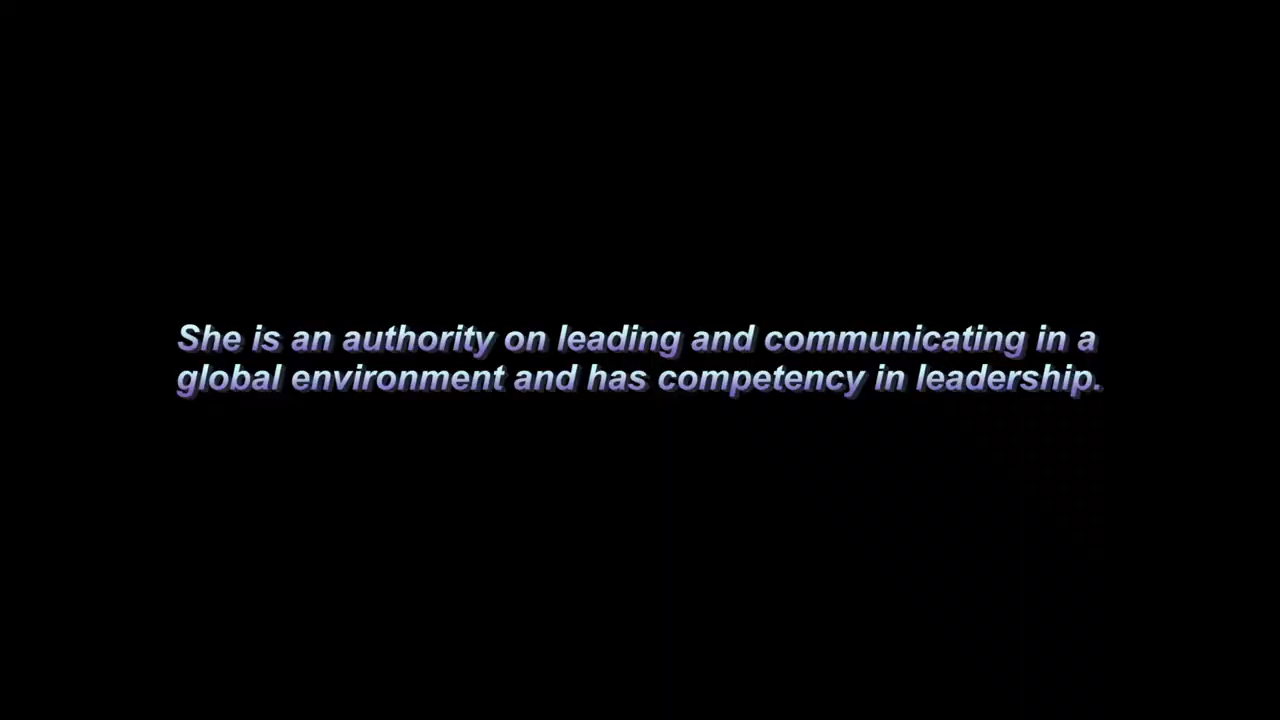 She is an authority on leading and communicating in a
global environment and has competency in leadership.